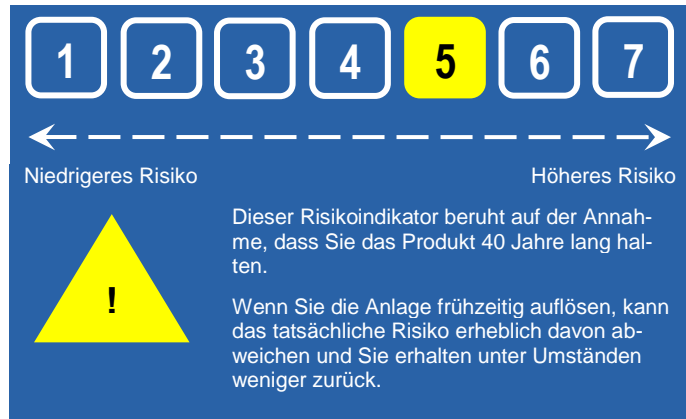 1 2 3 4 5 6 7
Niedrigeres Risiko Höheres Risiko
Dieser Risikoindikator beruht auf der Annah-
me, dass Sie das Produkt 40 Jahre lang hal-
ten.
!
Wenn Sie die Anlage frühzeitig auflösen, kann
das tatsächliche Risiko erheblich davon ab-
weichen und Sie erhalten unter Umständen
weniger zurück.